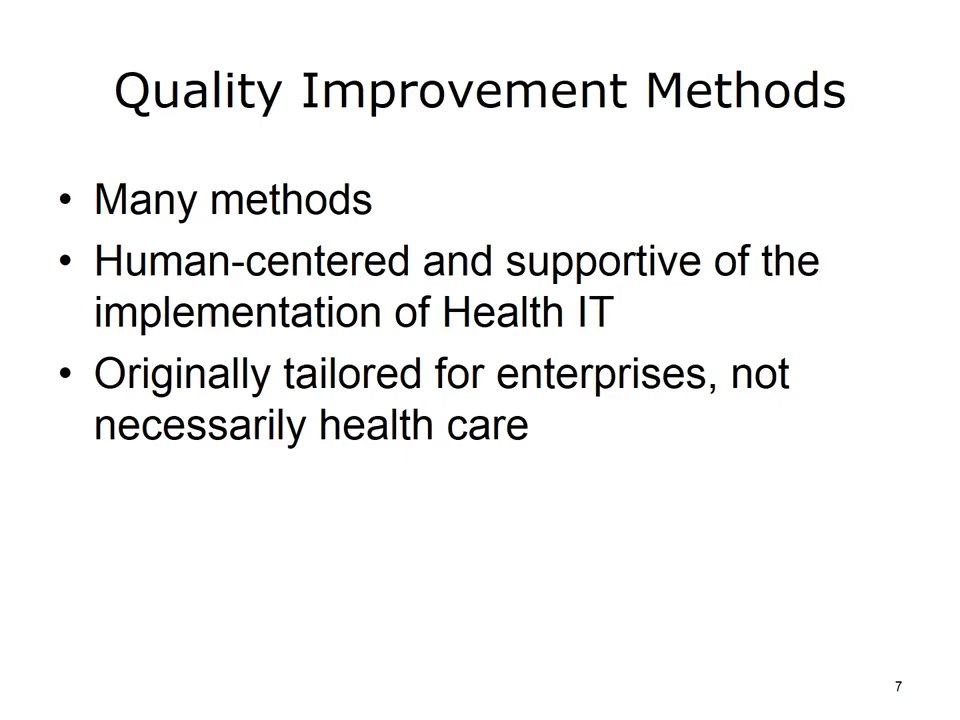 Quality Improvement Methods
• Many methods
• Human-centered and supportive of the
implementation of Health IT
• Originally tailored for enterprises, not
necessarily health care
7